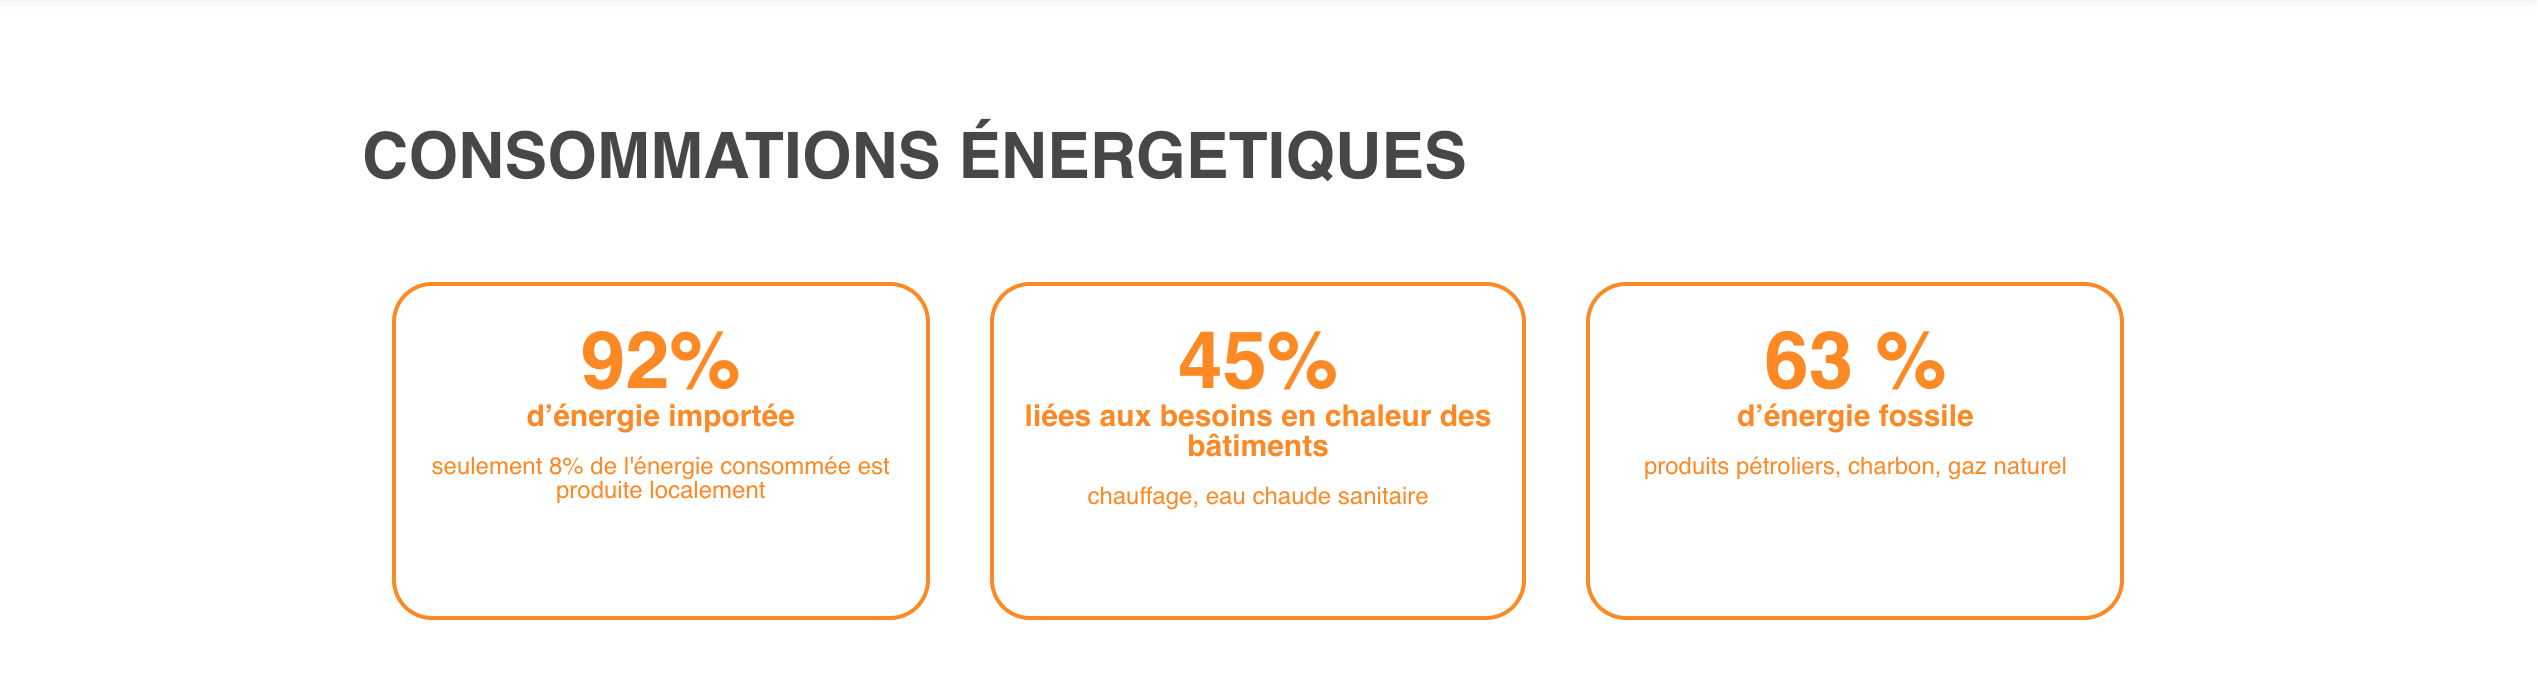 CONSOMMATIONS ÉNERGETIQUES
92%
d’énergie importée
seulement 8% de l'énergie consommée est
produite localement
45%
liées aux besoins en chaleur des
bâtiments
chauffage, eau chaude sanitaire
63 %
d’énergie fossile
produits pétroliers, charbon, gaz naturel